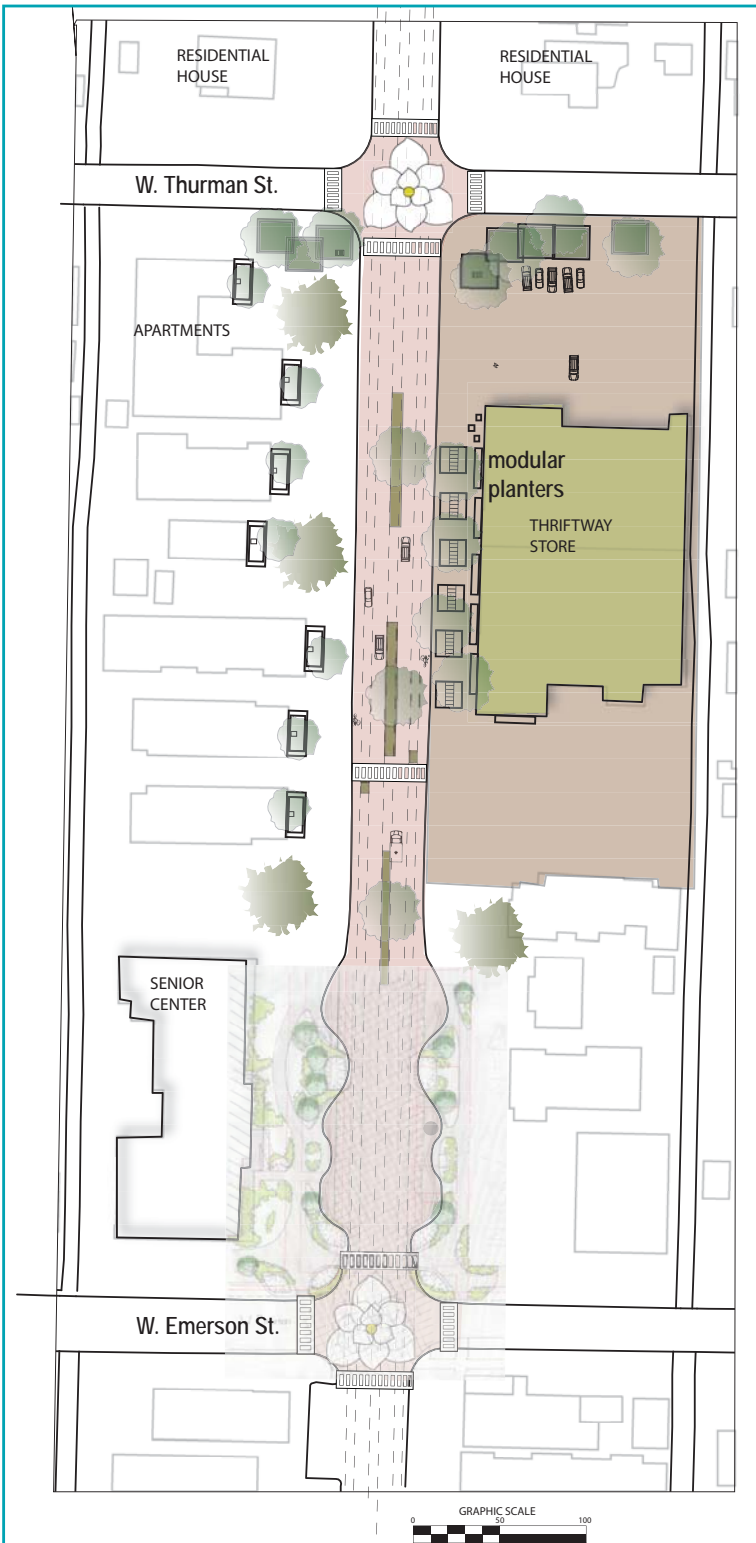 RESIDENTIAL
HOUSE
RESIDENTIAL
HOUSE
W. Thurman St.
APARTMENTS
modular
planters
THRIFTWAY
STORE
SENIOR
CENTER
W. Emerson St.
GRAPHIC SCALE
0 50 100